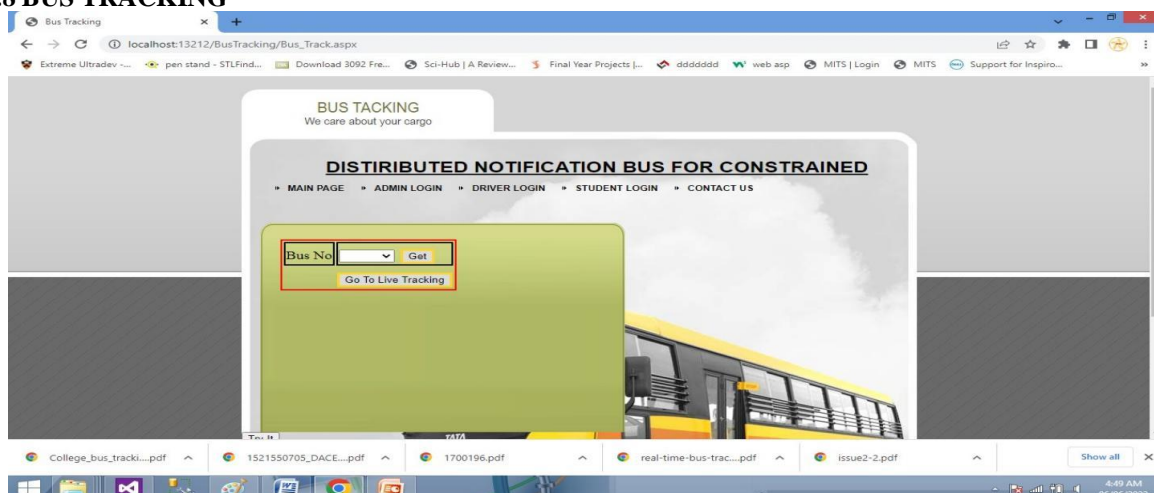 BUS TRACKING
Bus Tracking
localhost:13212/BusTracking/Bus_Track.aspx
Extreme Ultradev -... pen stand - STLFind... Download 3092 Fre... Sci-Hub | A Review... Final Year Projects |... ddddddd web asp MITS | Login MITS Support for Inspiro... »
BUS TACKING
We care about your cargo
DISTIRIBUTED NOTIFICATION BUS FOR CONSTRAINED
MAIN PAGE ADMIN LOGIN DRIVER LOGIN STUDENT LOGIN CONTACT US
Bus No Get
Go To Live Tracking
TATA
College_bus_tracki....pdf 1521550705_DACE....pdf 1700196.pdf real-time-bus-trac....pdf issue2-2.pdf Show all
4:49 AM